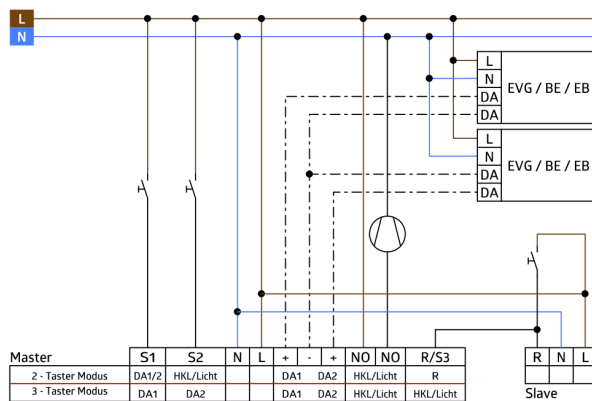 L
N
L
N
DA
DA
EVG / BE / EB
L
N
DA
DA
EVG / BE / EB
Master S1 S2 N L + - + NO NO R/S3 R N L
2 - Taster Modus DA1/2 HKL/Licht DA1 DA2 HKL/Licht R
3 - Taster Modus DA1 DA2 DA1 DA2 HKL/Licht HKL/Licht
Slave